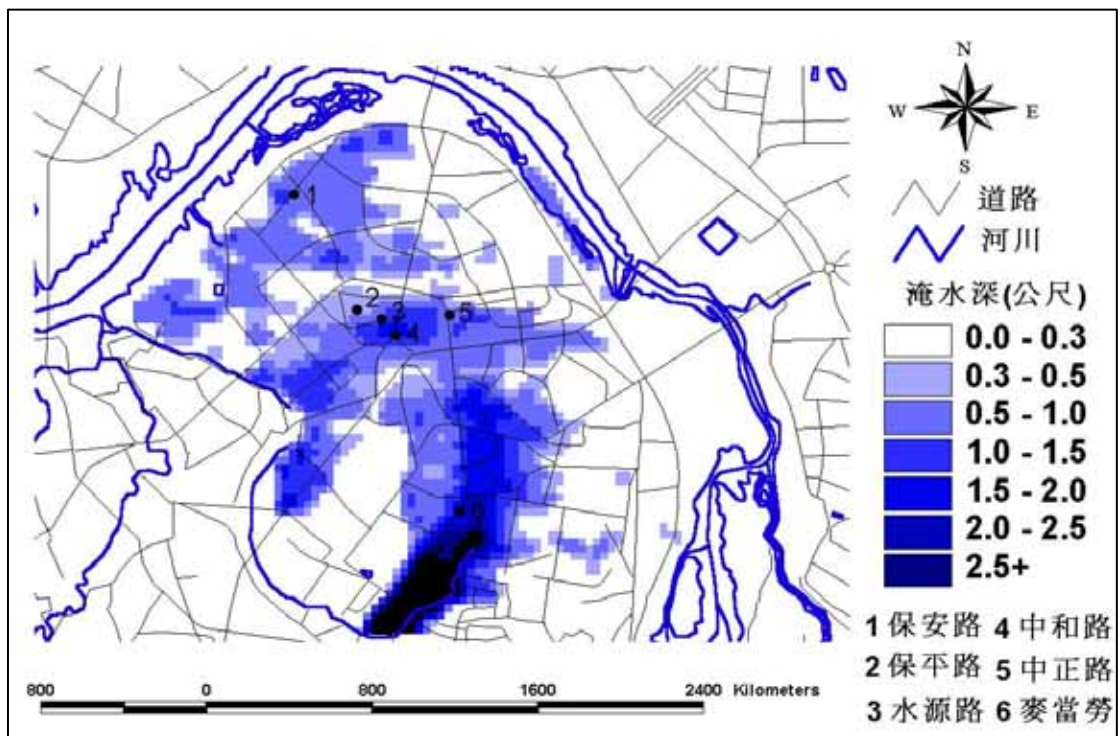 N
W E
S
道路
河川
淹水深(公尺)
0.0 - 0.3
0.3 - 0.5
0.5 - 1.0
1.0 - 1.5
1.5 - 2.0
2.0 - 2.5
2.5+
1 保安路 4 中和路
2 保平路 5 中正路
3 水源路 6 麥當勞
1
2
3
4
5
6
800 0 800 1600 2400 Kilometers